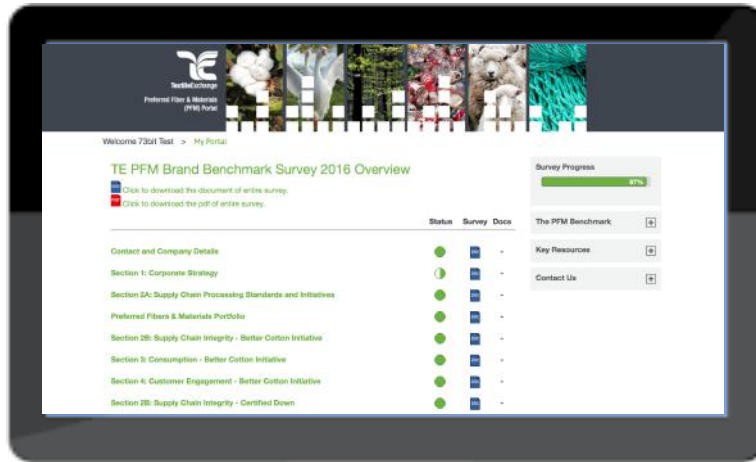 TextileExchange
Preferred Fiber & Materials
(PFM) Portal
Welcome 73bit Test > My Portal
TE PFM Brand Benchmark Survey 2016 Overview
Click to download the document of entire survey.
Click to download the pdf of entire survey.
Status Survey Docs
Contact and Company Details -
Section 1: Corporate Strategy -
Section 2A: Supply Chain Processing Standards and Initiatives -
Preferred Fibers & Materials Portfolio -
Section 2B: Supply Chain Integrity - Better Cotton Initiative -
Section 3: Consumption - Better Cotton Initiative -
Section 4: Customer Engagement - Better Cotton Initiative -
Section 2B: Supply Chain Integrity - Certified Down -
Survey Progress
97%
The PFM Benchmark +
Key Resources +
Contact Us +